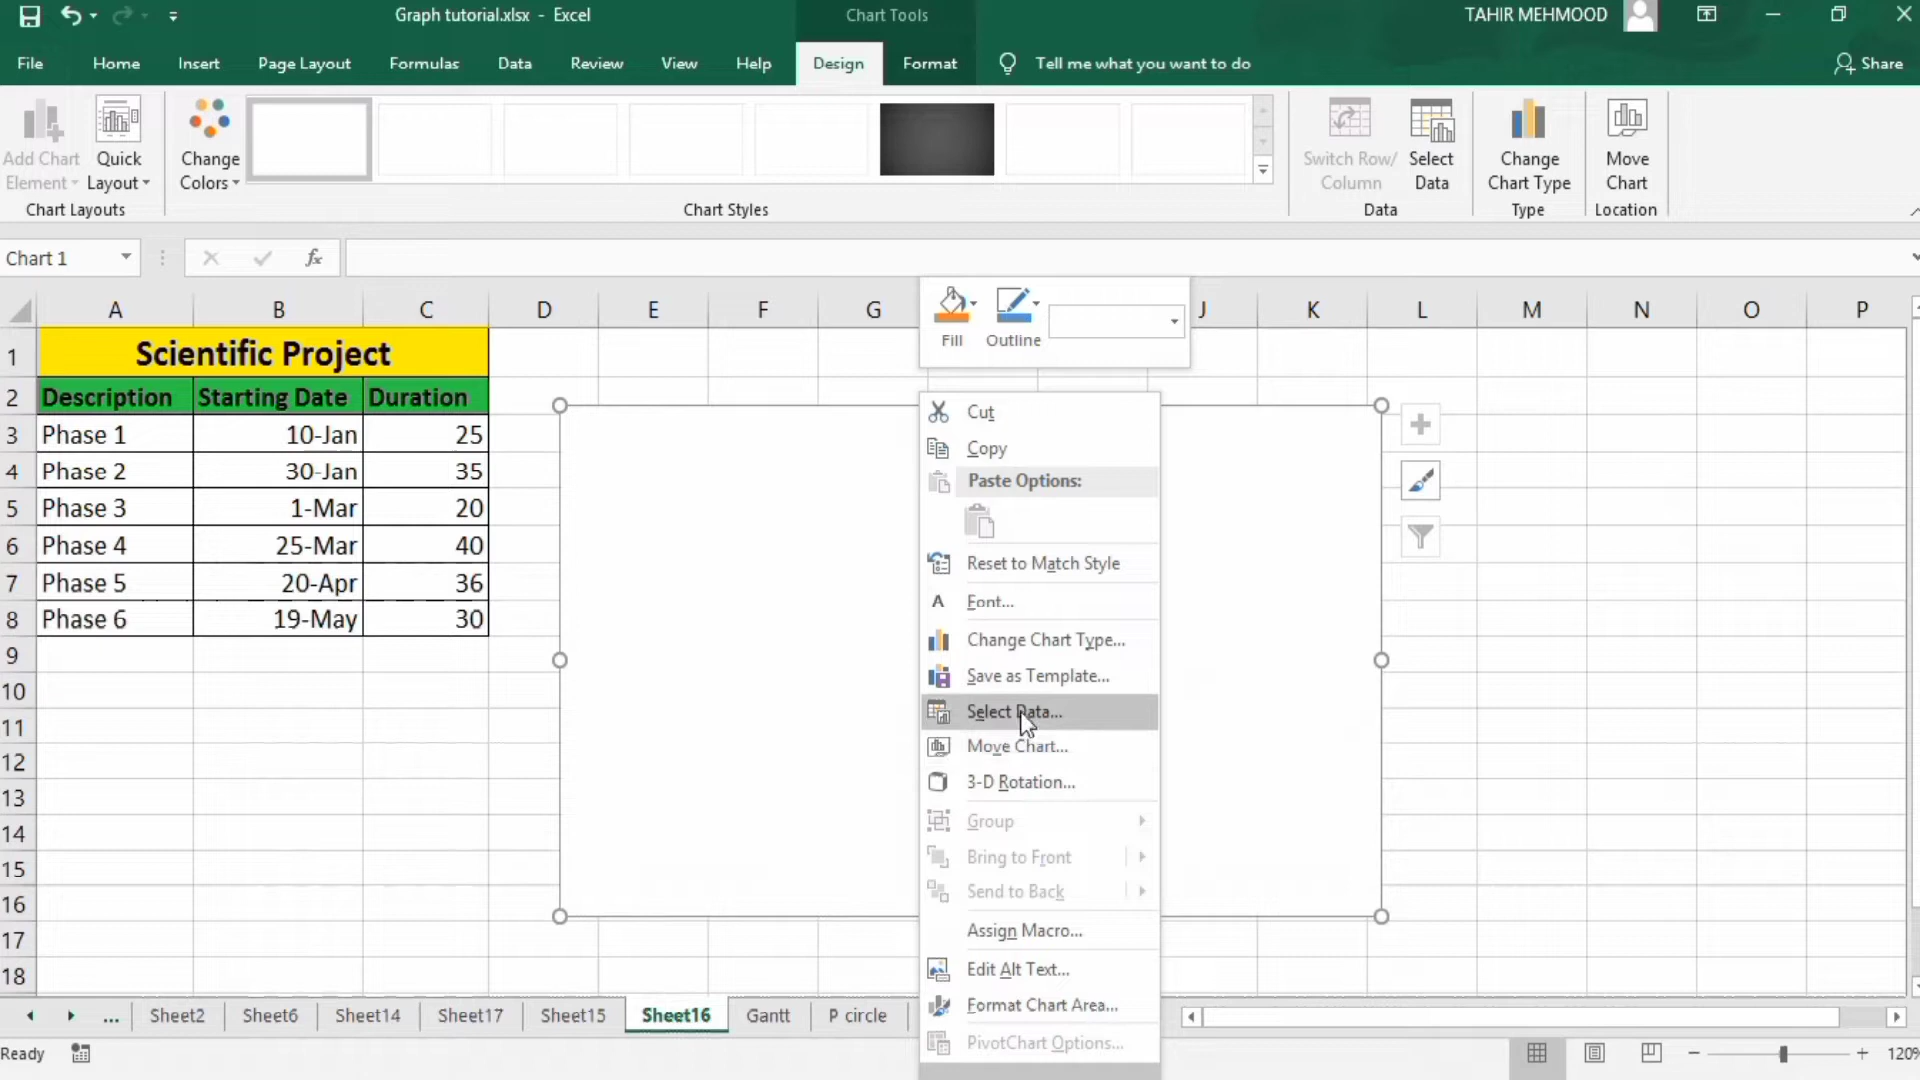 Graph tutorial.xlsx - Excel
Chart Tools
TAHIR MEHMOOD
File Home Insert Page Layout Formulas Data Review View Help Design Format Tell me what you want to do Share
Add Chart Element
Quick Layout
Chart Layouts
Change Colors
Chart Styles
Switch Row/ Column
Select Data
Data
Change Chart Type
Type
Move Chart
Location
Chart 1
fx
Fill
Outline
A B C D E F G J K L M N O P
1 Scientific Project
2 Description Starting Date Duration
3 Phase 1 10-Jan 25
4 Phase 2 30-Jan 35
5 Phase 3 1-Mar 20
6 Phase 4 25-Mar 40
7 Phase 5 20-Apr 36
8 Phase 6 19-May 30
9
10
11
12
13
14
15
16
17
18
Cut
Copy
Paste Options:
Reset to Match Style
A Font...
Change Chart Type...
Save as Template...
Select Data...
Move Chart...
3-D Rotation...
Group
Bring to Front
Send to Back
Assign Macro...
Edit Alt Text...
Format Chart Area...
PivotChart Options...
... Sheet2 Sheet6 Sheet14 Sheet17 Sheet15 Sheet16 Gantt P circle
Ready
120%